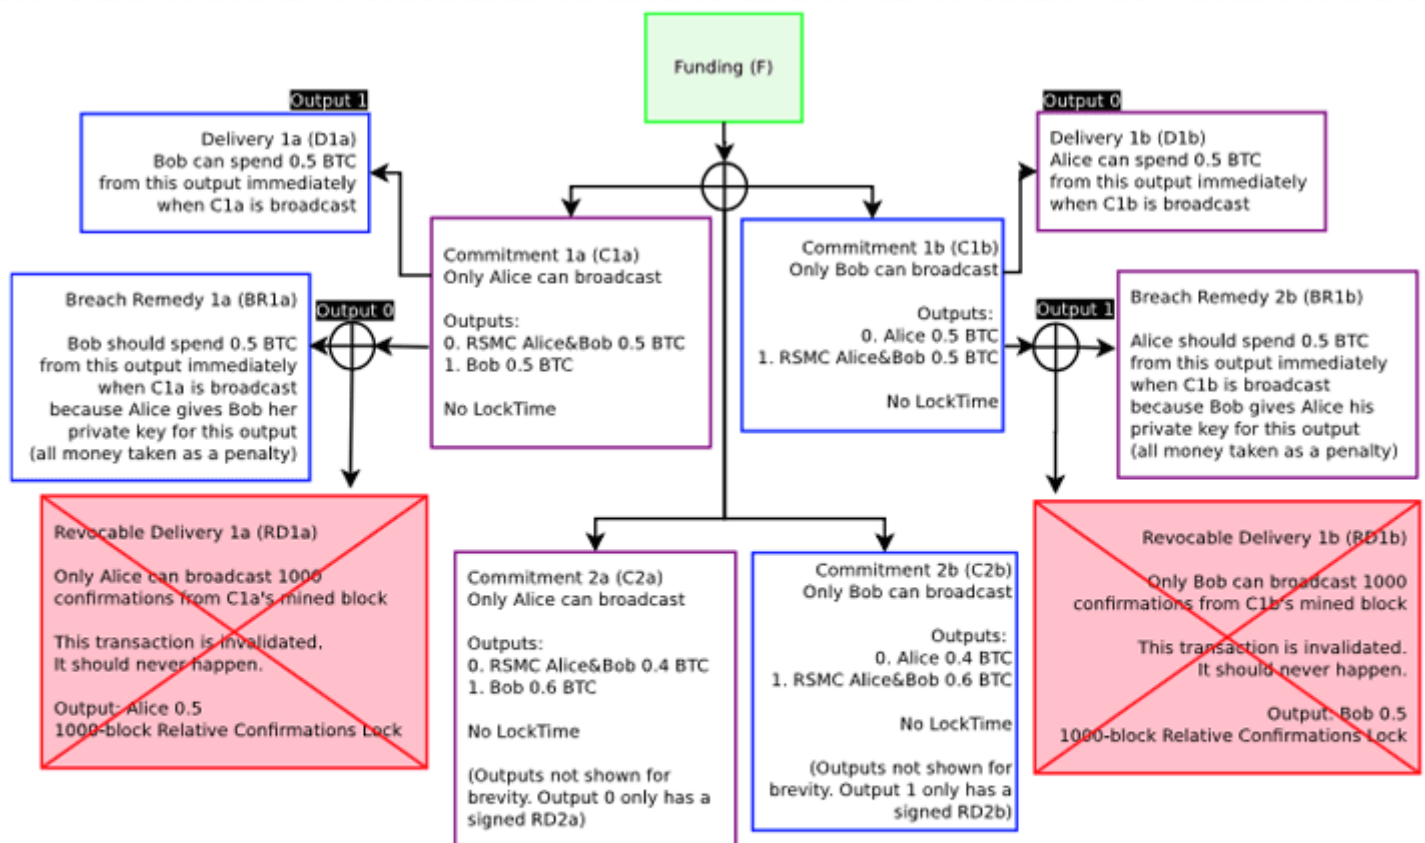 Funding (F)
Output 1
Delivery 1a (D1a)
Bob can spend 0.5 BTC
from this output immediately
when C1a is broadcast
Output 0
Delivery 1b (D1b)
Alice can spend 0.5 BTC
from this output immediately
when C1b is broadcast
Commitment 1a (C1a)
Only Alice can broadcast
Outputs:
0. RSMC Alice&Bob 0.5 BTC
1. Bob 0.5 BTC
No LockTime
Commitment 1b (C1b)
Only Bob can broadcast
Outputs:
0. Alice 0.5 BTC
1. RSMC Alice&Bob 0.5 BTC
No LockTime
Output 0
Breach Remedy 1a (BR1a)
Bob should spend 0.5 BTC
from this output immediately
when C1a is broadcast
because Alice gives Bob her
private key for this output
(all money taken as a penalty)
Output 1
Breach Remedy 2b (BR1b)
Alice should spend 0.5 BTC
from this output immediately
when C1b is broadcast
because Bob gives Alice his
private key for this output
(all money taken as a penalty)
Revocable Delivery 1a (RD1a)
Only Alice can broadcast 1000
confirmations from C1a's mined block
This transaction is invalidated.
It should never happen.
Output: Alice 0.5
1000-block Relative Confirmations Lock
Commitment 2a (C2a)
Only Alice can broadcast
Outputs:
0. RSMC Alice&Bob 0.4 BTC
1. Bob 0.6 BTC
No LockTime
(Outputs not shown for
brevity. Output 0 only has a
signed RD2a)
Commitment 2b (C2b)
Only Bob can broadcast
Outputs:
0. Alice 0.4 BTC
1. RSMC Alice&Bob 0.6 BTC
No LockTime
(Outputs not shown for
brevity. Output 1 only has a
signed RD2b)
Revocable Delivery 1b (RD1b)
Only Bob can broadcast 1000
confirmations from C1b's mined block
This transaction is invalidated.
It should never happen.
Output: Bob 0.5
1000-block Relative Confirmations Lock